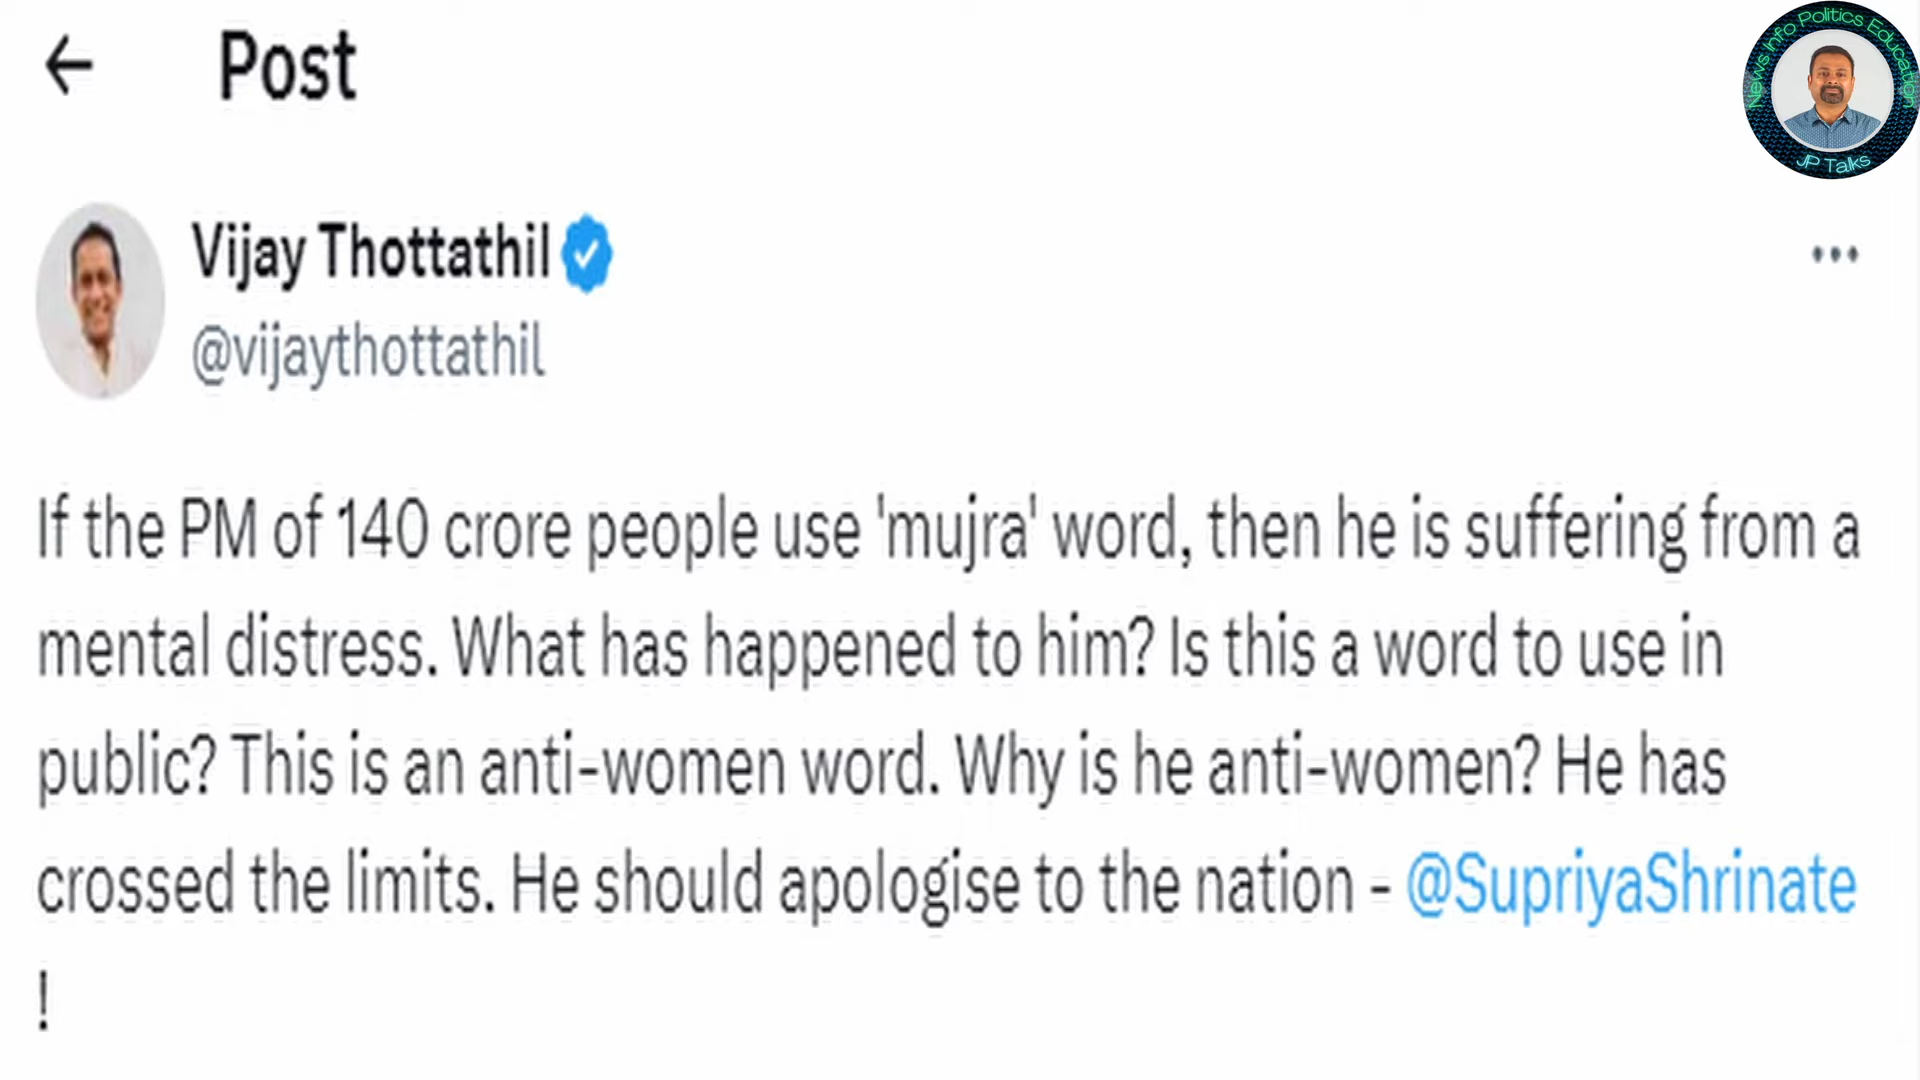 Post
News Info Politics Education
JP Talks
Vijay Thottathil
@vijaythottathil
If the PM of 140 crore people use 'mujra' word, then he is suffering from a
mental distress. What has happened to him? Is this a word to use in
public? This is an anti-women word. Why is he anti-women? He has
crossed the limits. He should apologise to the nation - @SupriyaShrinate
!